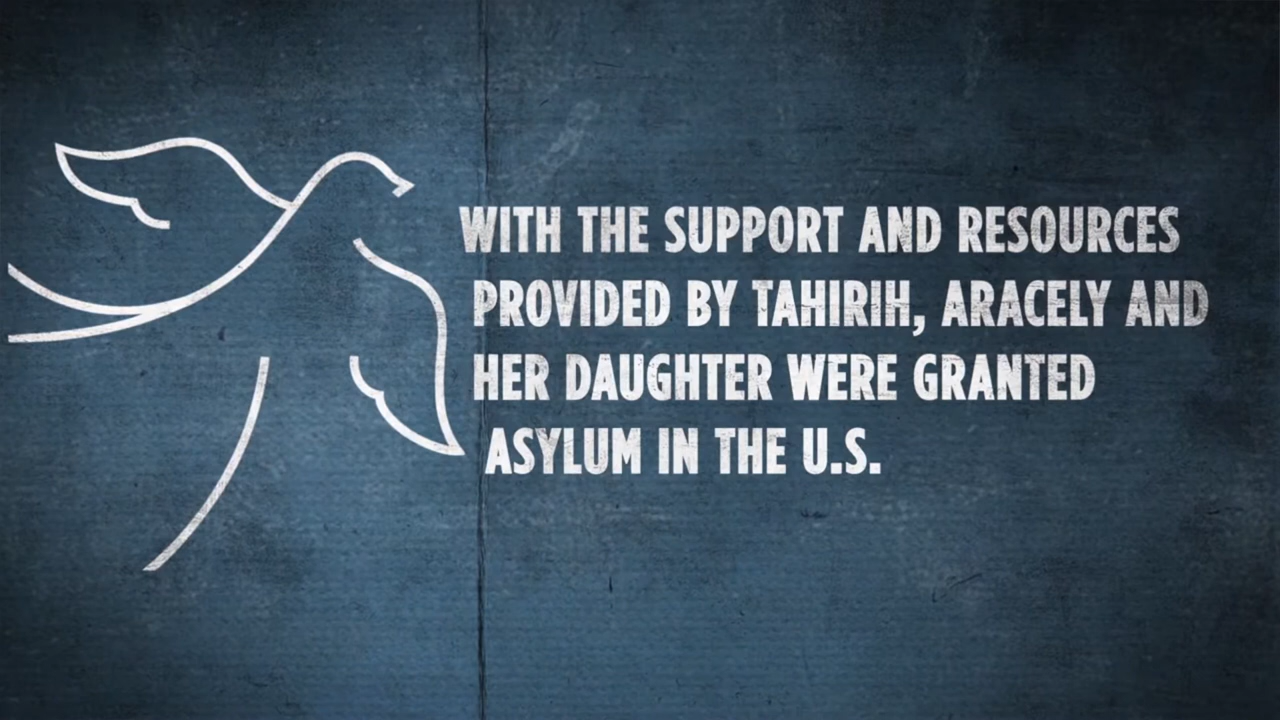 WITH THE SUPPORT AND RESOURCES
PROVIDED BY TAHIRIH, ARACELY AND
HER DAUGHTER WERE GRANTED
ASYLUM IN THE U.S.